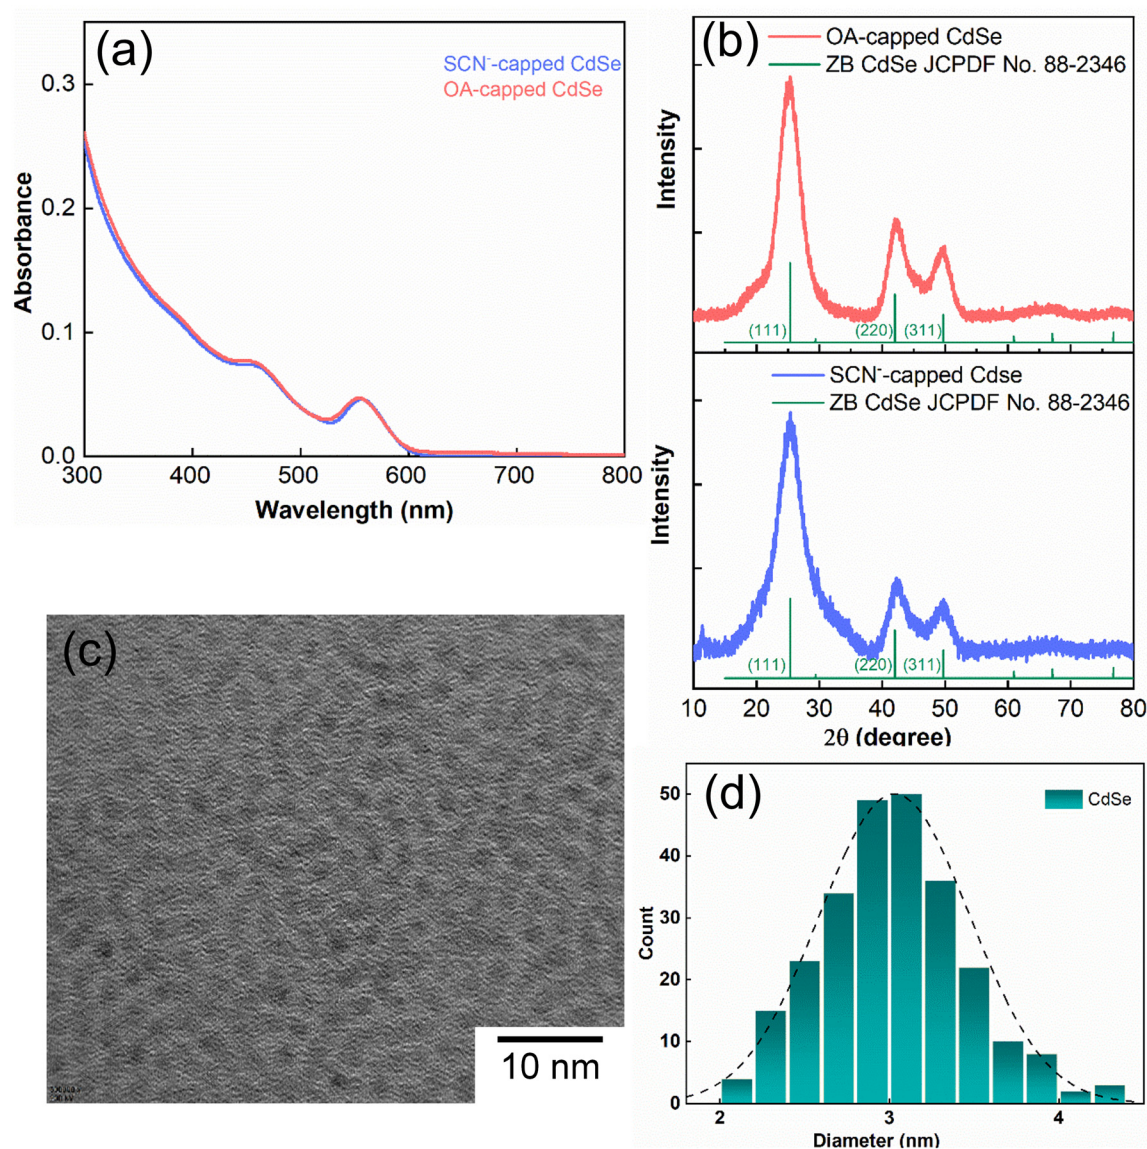 (a)
SCN⁻-capped CdSe
OA-capped CdSe
Absorbance
0.3
0.2
0.1
0.0
300 400 500 600 700 800
Wavelength (nm)
(b)
OA-capped CdSe
ZB CdSe JCPDF No. 88-2346
Intensity
(111) (220) (311)
SCN⁻-capped Cdse
ZB CdSe JCPDF No. 88-2346
Intensity
(111) (220) (311)
10 20 30 40 50 60 70 80
2θ (degree)
(c)
10 nm
(d)
CdSe
Count
50
40
30
20
10
0
2 3 4
Diameter (nm)